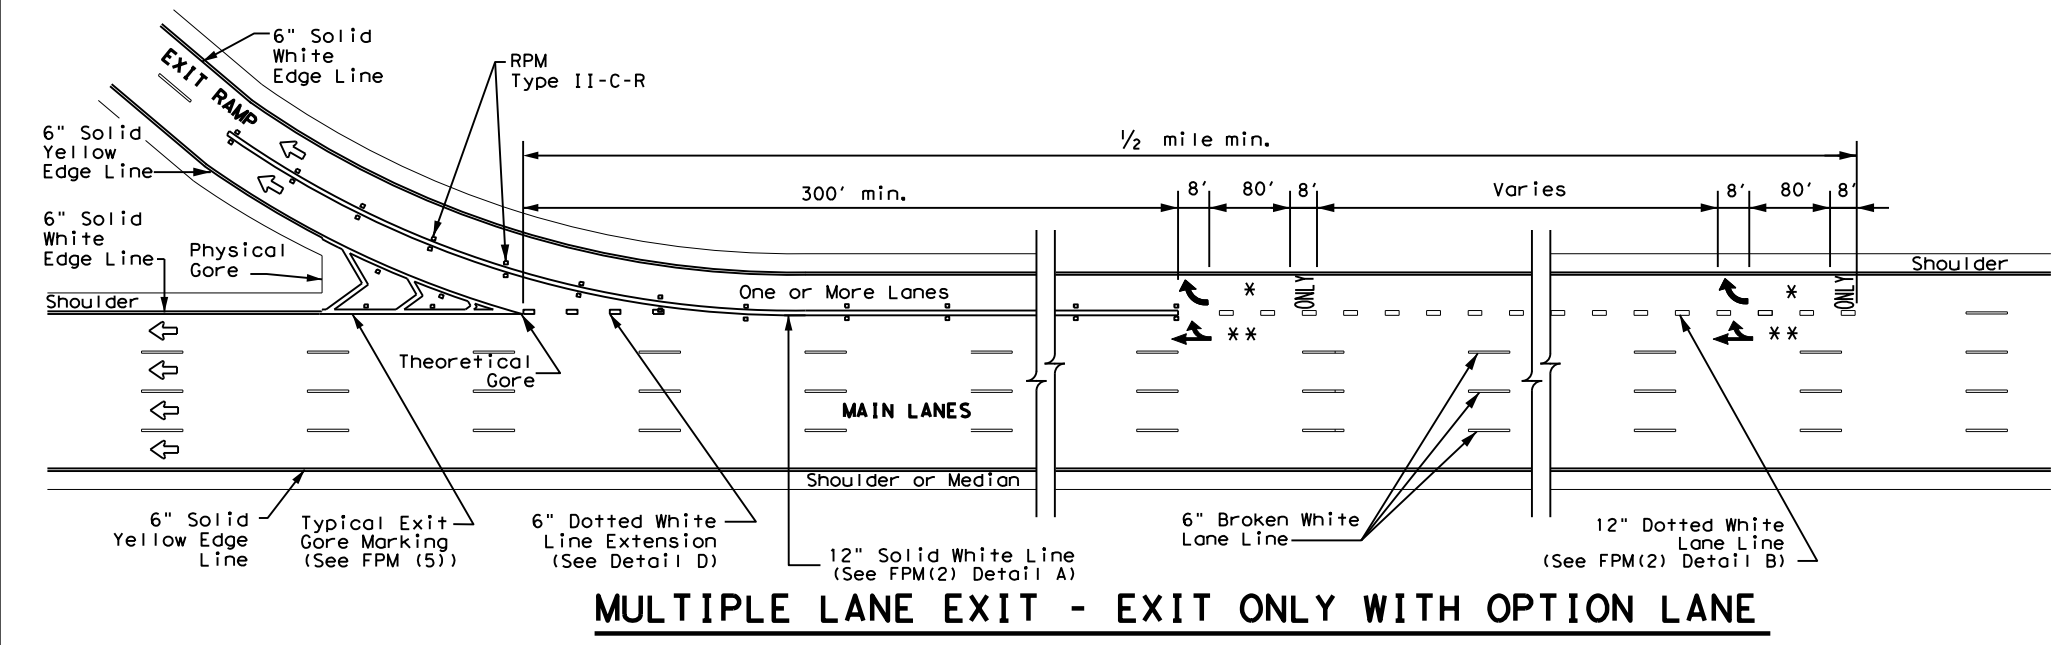 6" Solid
White
Edge Line
EXIT RAMP
RPM
Type II-C-R
6" Solid
Yellow
Edge Line
½ mile min.
300' min.
8'
80'
8'
Varies
8'
80'
8'
6" Solid
White
Edge Line
Physical
Gore
Shoulder
One or More Lanes
*
ONLY
*
ONLY
Shoulder
**
**
Theoretical
Gore
MAIN LANES
Shoulder or Median
6" Solid
Yellow Edge
Line
Typical Exit
Gore Marking
(See FPM (5))
6" Dotted White
Line Extension
(See Detail D)
12" Solid White Line
(See FPM(2) Detail A)
6" Broken White
Lane Line
12" Dotted White
Lane Line
(See FPM(2) Detail B)
MULTIPLE LANE EXIT - EXIT ONLY WITH OPTION LANE